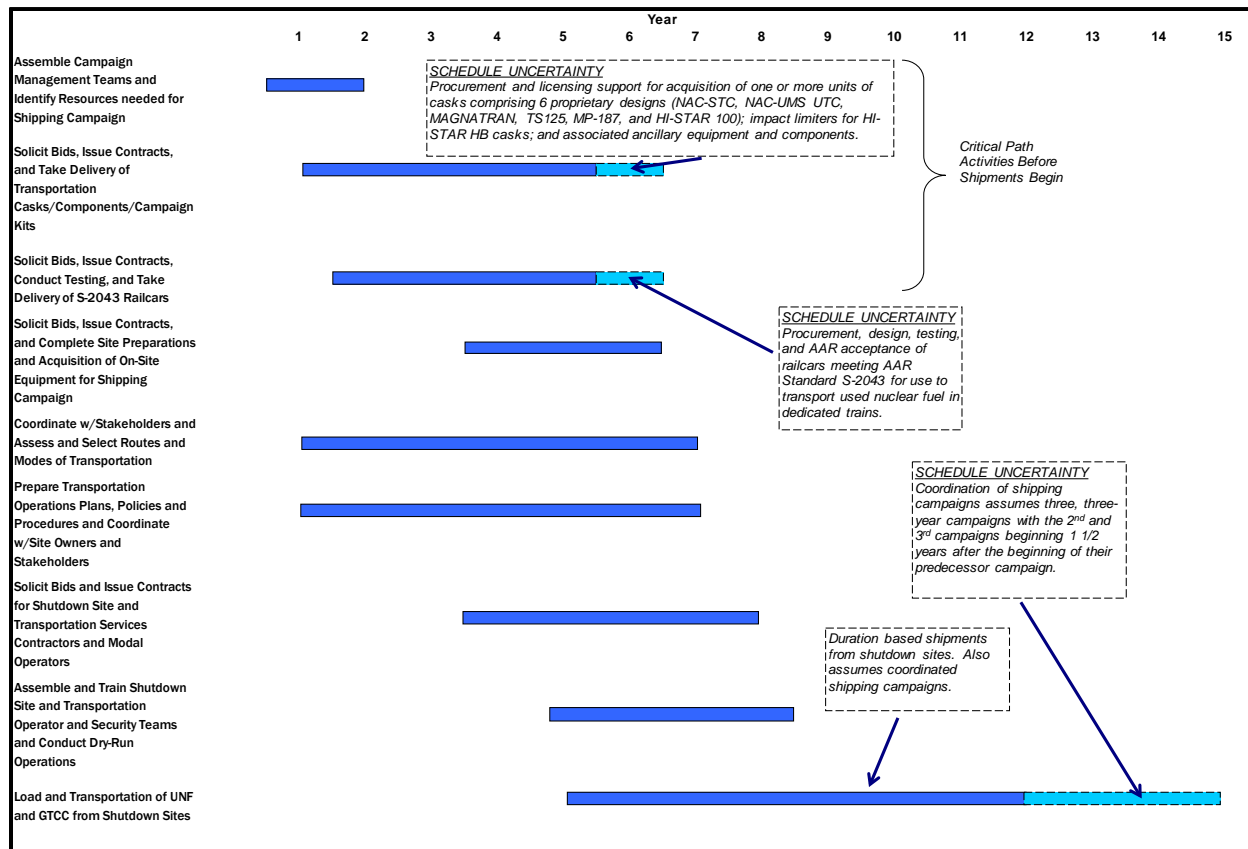 Year
1 2 3 4 5 6 7 8 9 10 11 12 13 14 15
Assemble Campaign
Management Teams and
Identify Resources needed for
Shipping Campaign
SCHEDULE UNCERTAINTY
Procurement and licensing support for acquisition of one or more units of
casks comprising 6 proprietary designs (NAC-STC, NAC-UMS UTC,
MAGNATRAN, TS125, MP-187, and HI-STAR 100); impact limiters for HI-
STAR HB casks; and associated ancillary equipment and components.
Critical Path
Activities Before
Shipments Begin
Solicit Bids, Issue Contracts,
and Take Delivery of
Transportation
Casks/Components/Campaign
Kits
Solicit Bids, Issue Contracts,
Conduct Testing, and Take
Delivery of S-2043 Railcars
SCHEDULE UNCERTAINTY
Procurement, design, testing,
and AAR acceptance of
railcars meeting AAR
Standard S-2043 for use to
transport used nuclear fuel in
dedicated trains.
Solicit Bids, Issue Contracts,
and Complete Site Preparations
and Acquisition of On-Site
Equipment for Shipping
Campaign
Coordinate w/Stakeholders and
Assess and Select Routes and
Modes of Transportation
SCHEDULE UNCERTAINTY
Coordination of shipping
campaigns assumes three, three-
year campaigns with the 2nd and
3rd campaigns beginning 1 1/2
years after the beginning of their
predecessor campaign.
Prepare Transportation
Operations Plans, Policies and
Procedures and Coordinate
w/Site Owners and
Stakeholders
Solicit Bids and Issue Contracts
for Shutdown Site and
Transportation Services
Contractors and Modal
Operators
Duration based shipments
from shutdown sites. Also
assumes coordinated
shipping campaigns.
Assemble and Train Shutdown
Site and Transportation
Operator and Security Teams
and Conduct Dry-Run
Operations
Load and Transportation of UNF
and GTCC from Shutdown Sites